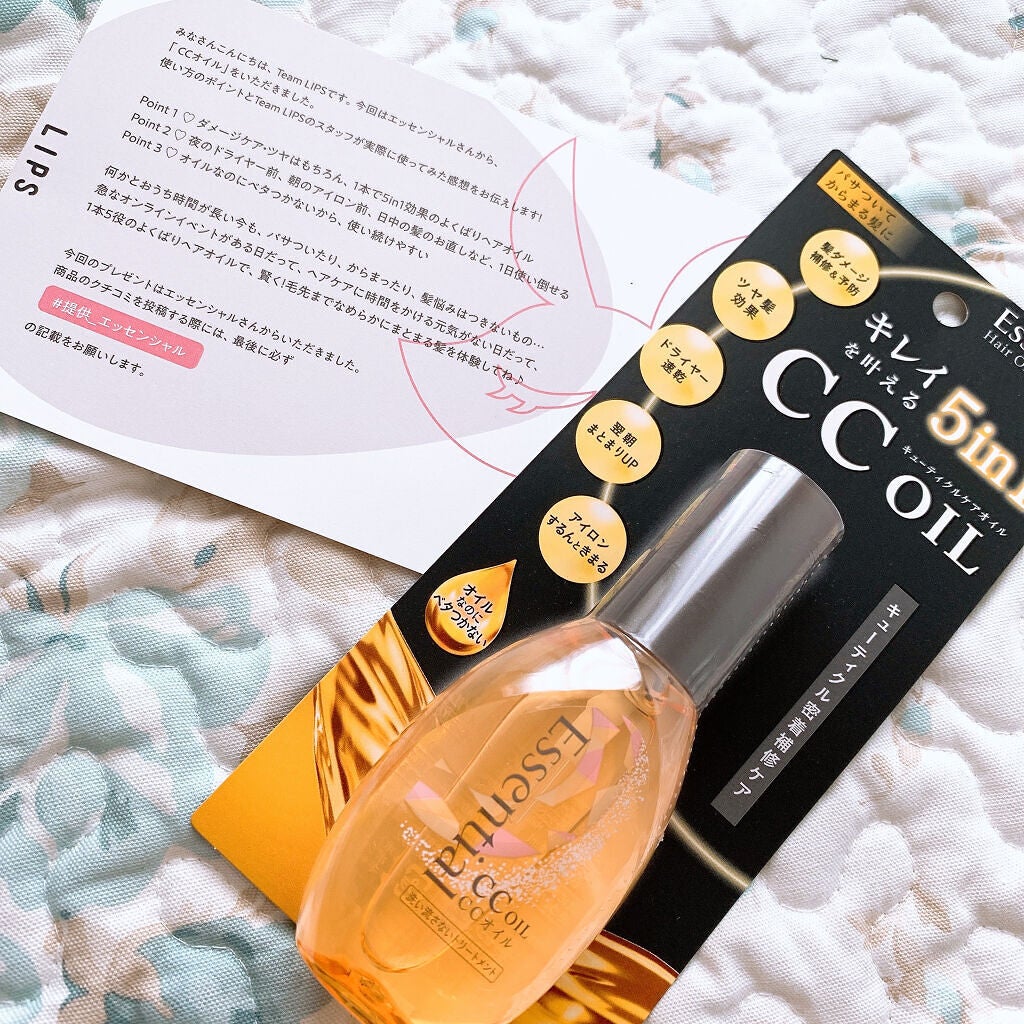 LIPS
みなさんこんにちは、Team LIPSです。今回はエッセンシャルさんから、
「CCオイル」をいただきました。
使い方のポイントとTeam LIPSのスタッフが実際に使ってみた感想をお伝えします!
Point 1 ♡ ダメージケア・ツヤはもちろん、1本で5in1効果のよくばりヘアオイル
Point 2 ♡ 夜のドライヤー前、朝のアイロン前、日中の髪のお直しなど、1日使い倒せる
Point 3 ♡ オイルなのにベタつかないから、使い続けやすい
何かとおうち時間が長い今も、パサついたり、からまったり、髪悩みはつきないもの…
急なオンラインイベントがある日だって、ヘアケアに時間をかける元気がない日だって、
1本5役のよくばりヘアオイルで、賢く!毛先までなめらかにまとまる髪を体験してね♪
今回のプレゼントはエッセンシャルさんからいただきました。
商品のクチコミを投稿する際には、最後に必ず
#提供_エッセンシャル
の記載をお願いします。
パサついて
からまる髪に
髪ダメージ
補修&予防
ツヤ髪
効果
ドライヤー
速乾
翌朝
まとまりUP
アイロン
するんときまる
オイル
なのに
ベタつかない
Ess
Hair O
キレイ
を叶える
5in1
CC OIL
キューティクルケアオイル
キューティクル密着補修ケア
Essential
CC OIL
CCオイル
洗い流さないトリートメント